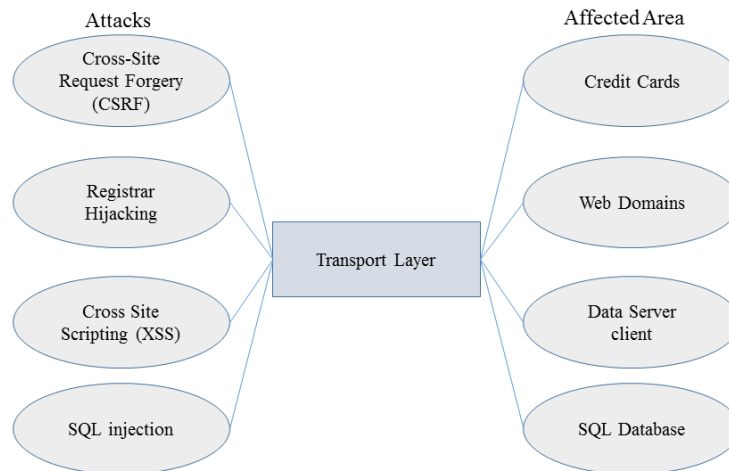 Attacks
Affected Area
Cross-Site
Request Forgery
(CSRF)
Credit Cards
Registrar
Hijacking
Web Domains
Transport Layer
Cross Site
Scripting (XSS)
Data Server
client
SQL injection
SQL Database